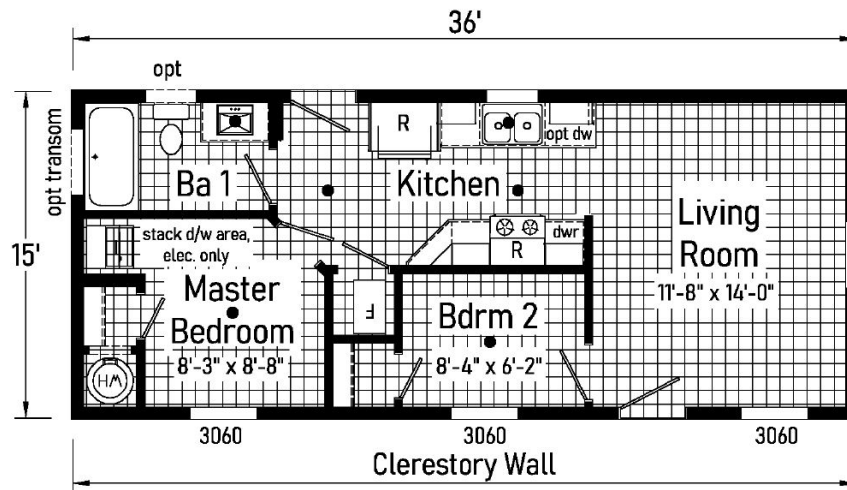 36'
opt
opt transom
15'
R
opt dw
Ba 1
Kitchen
Living
Room
11'-8" x 14'-0"
stack d/w area,
elec. only
R
dwr
Master
Bedroom
8'-3" x 8'-8"
F
Bdrm 2
8'-4" x 6'-2"
WH
3060
3060
3060
Clerestory Wall